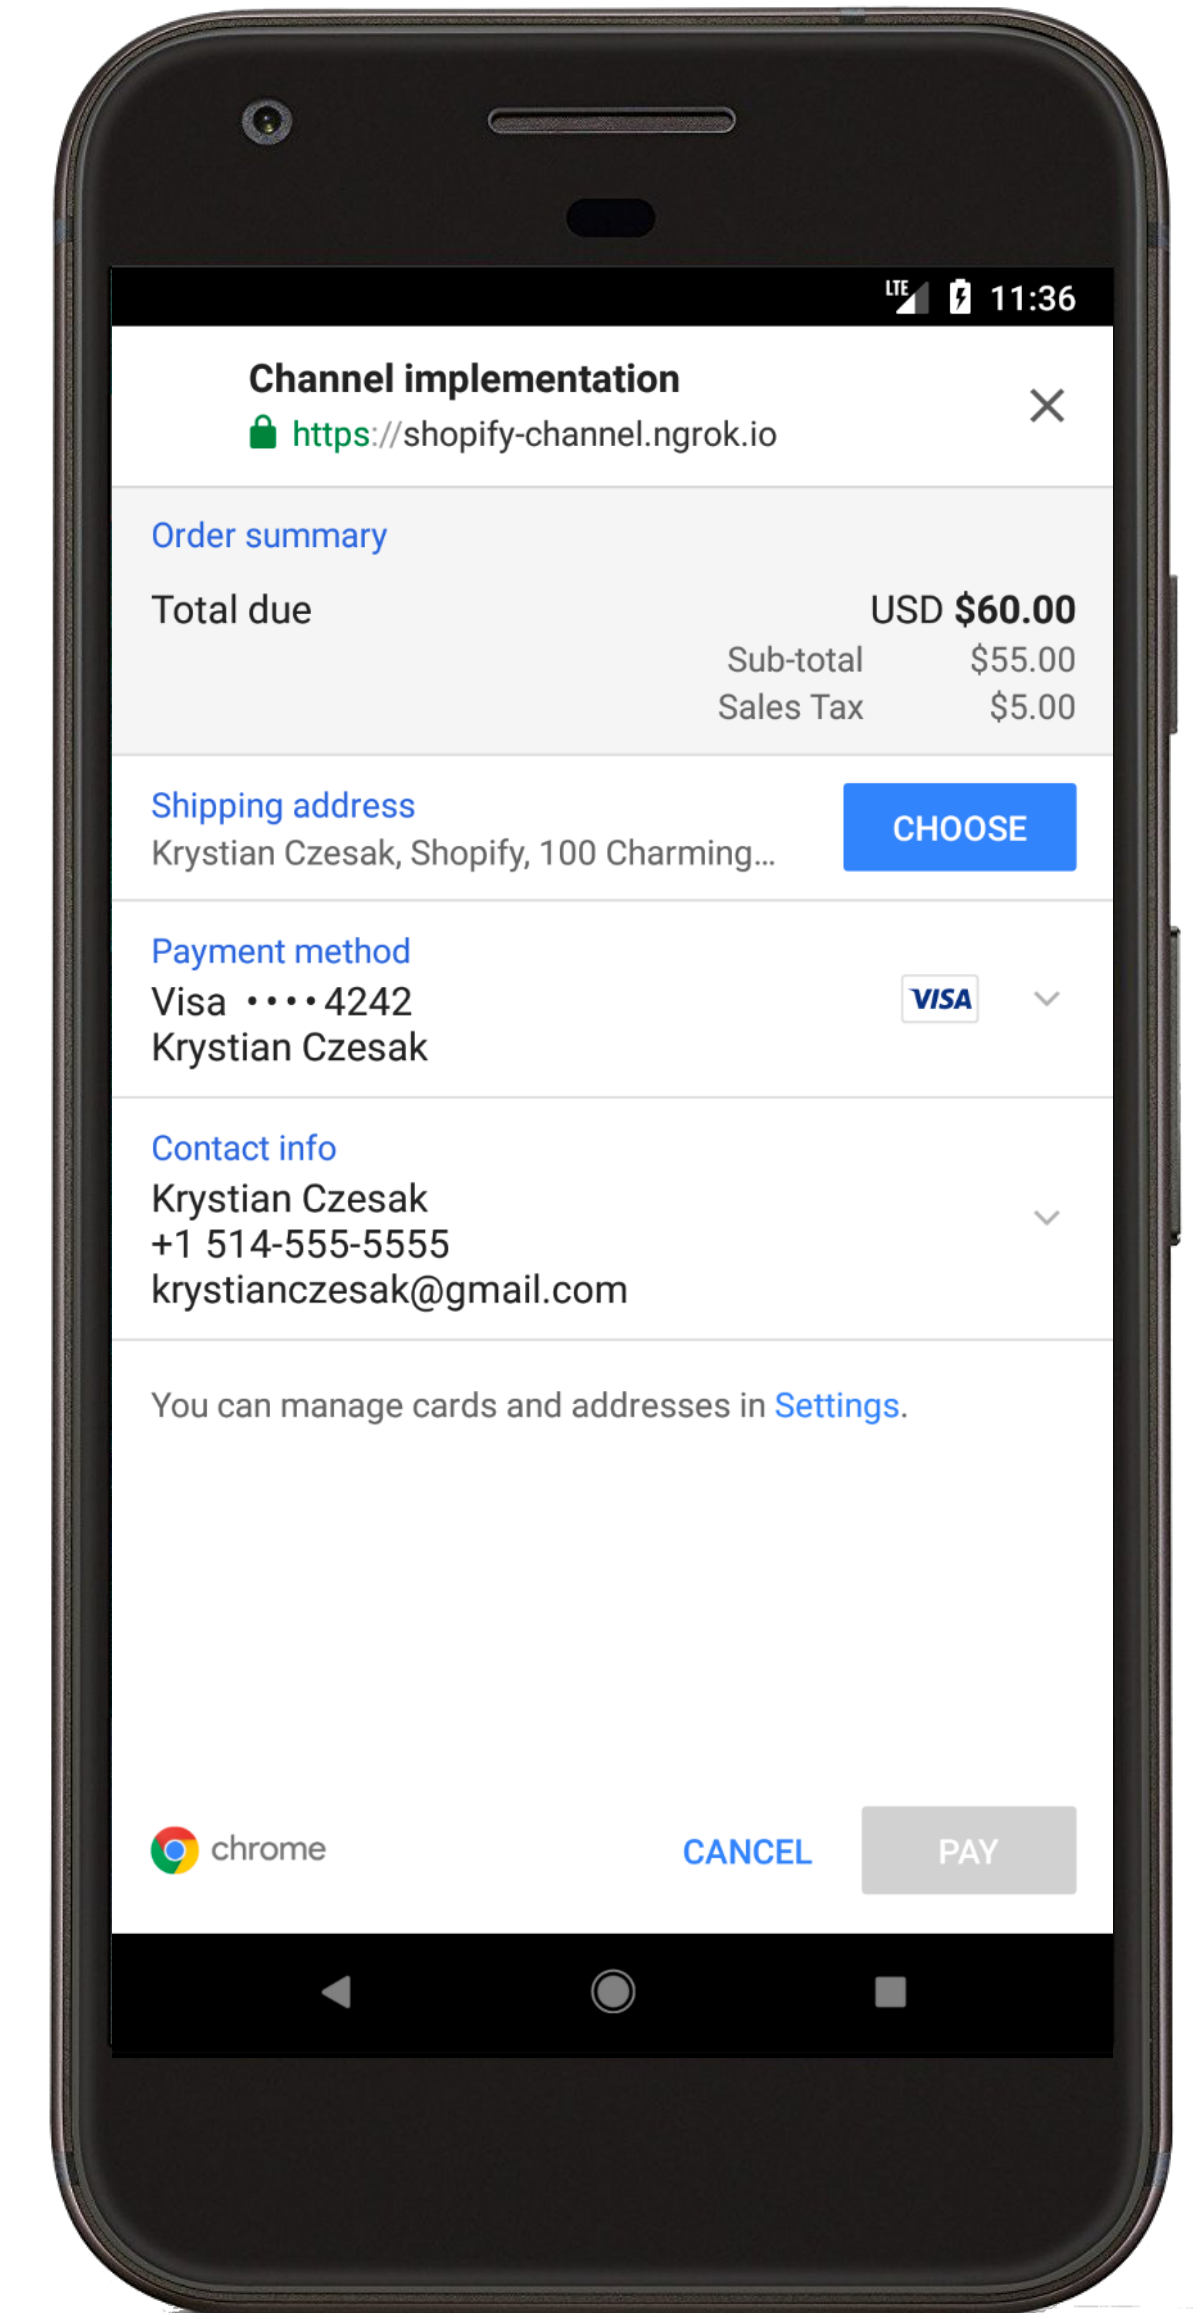 LTE 11:36
Channel implementation
https://shopify-channel.ngrok.io
Order summary
Total due USD $60.00
Sub-total $55.00
Sales Tax $5.00
Shipping address
Krystian Czesak, Shopify, 100 Charming...
CHOOSE
Payment method
Visa ····4242
VISA
Krystian Czesak
Contact info
Krystian Czesak
+1 514-555-5555
krystianczesak@gmail.com
You can manage cards and addresses in Settings.
chrome CANCEL PAY